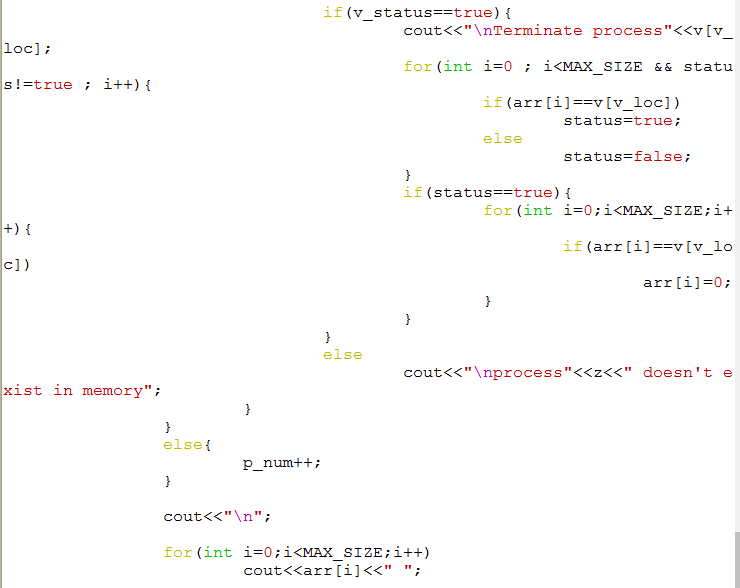 if(v_status==true){
cout<<"\nTerminate process"<<v[v_
loc];
for(int i=0 ; i<MAX_SIZE && statu
s!=true ; i++){
if(arr[i]==v[v_loc])
status=true;
else
status=false;
}
if(status==true){
for(int i=0;i<MAX_SIZE;i+
+){
if(arr[i]==v[v_lo
c])
arr[i]=0;
}
}
}
else
cout<<"\nprocess"<<z<<" doesn't e
xist in memory";
}
}
else{
p_num++;
}
cout<<"\n";
for(int i=0;i<MAX_SIZE;i++)
cout<<arr[i]<<" ";